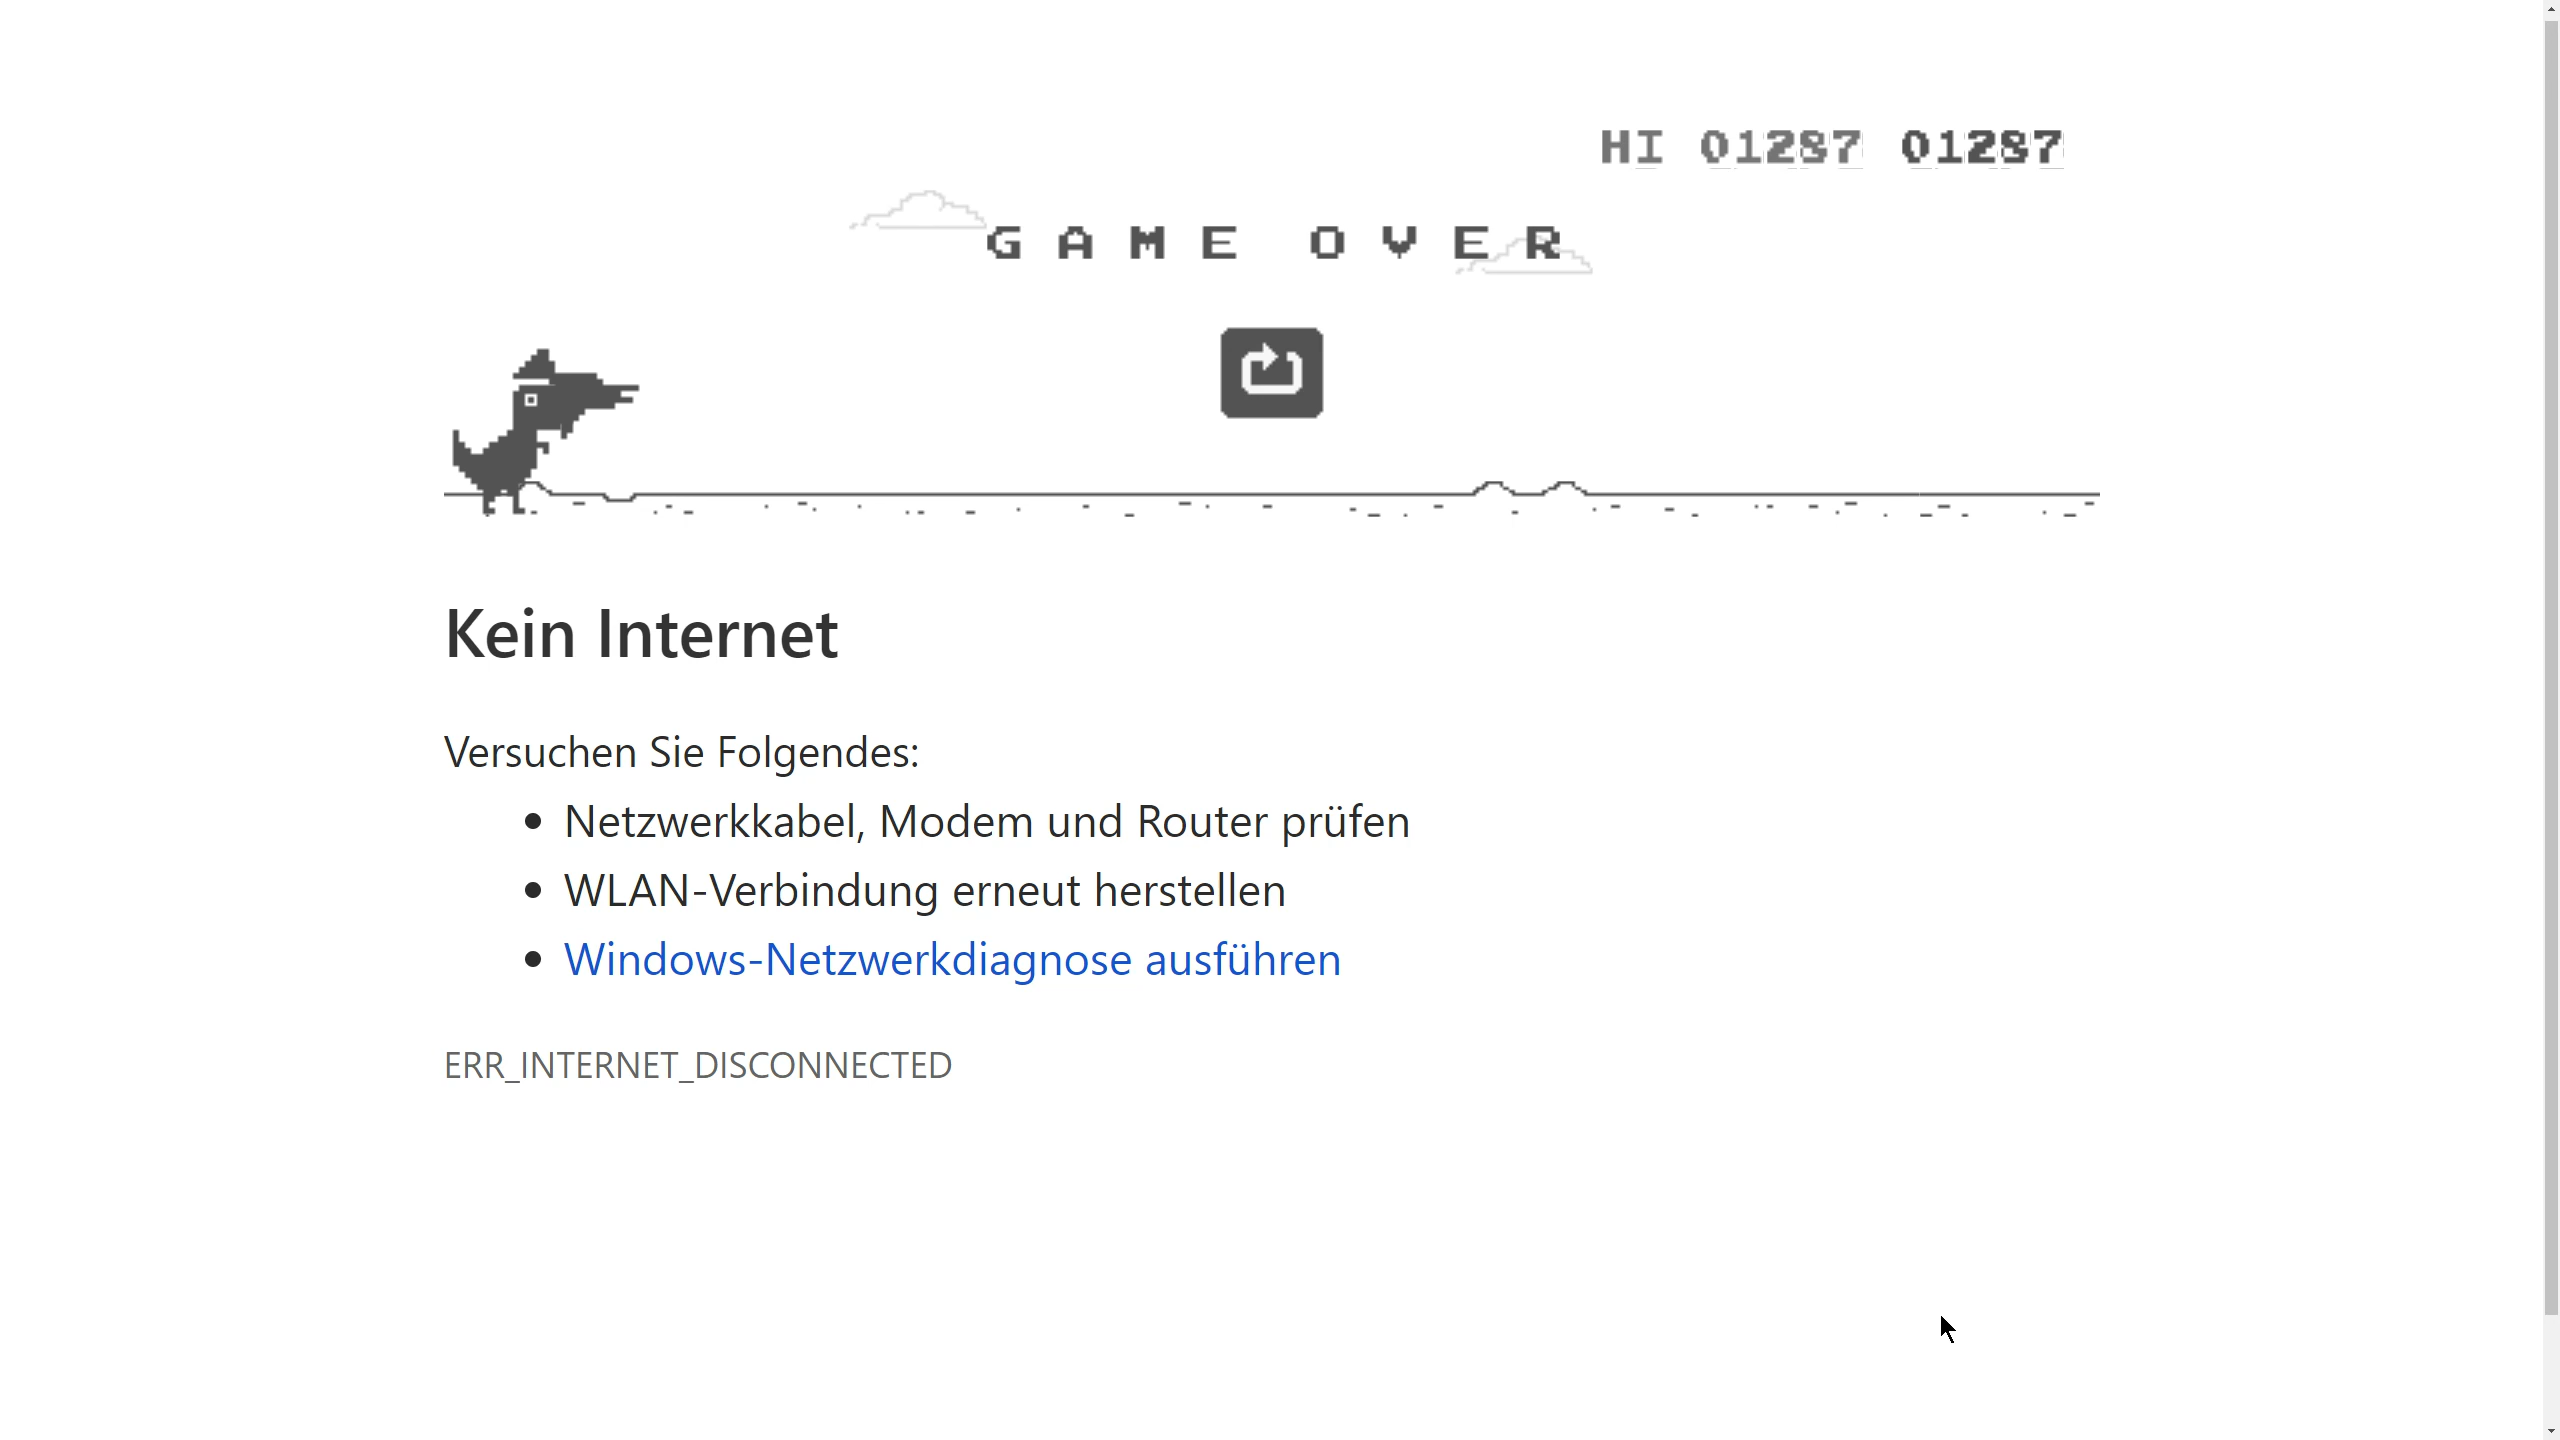 HI 01287 01287
GAME OVER
Kein Internet
Versuchen Sie Folgendes:
Netzwerkkabel, Modem und Router prüfen
WLAN-Verbindung erneut herstellen
Windows-Netzwerkdiagnose ausführen
ERR_INTERNET_DISCONNECTED